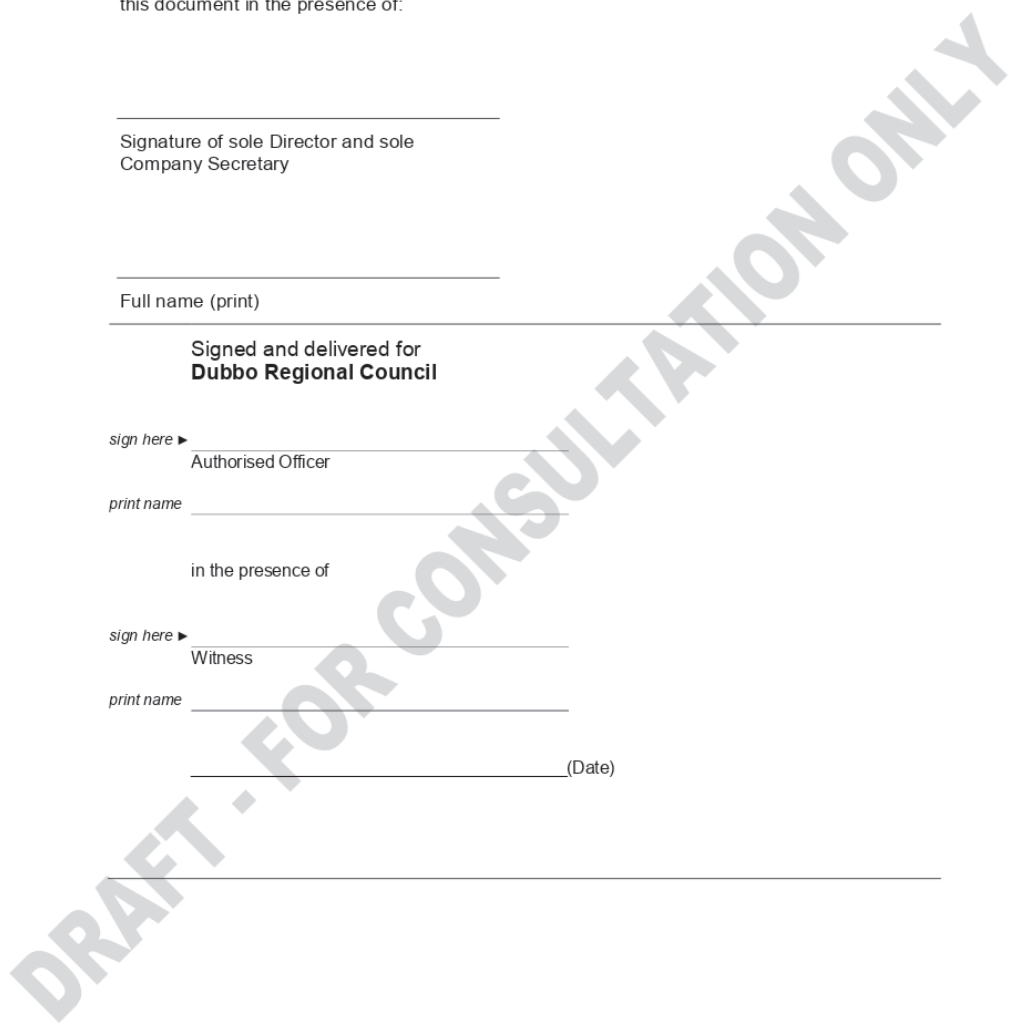 this document in the presence of:
Signature of sole Director and sole
Company Secretary
Full name (print)
Signed and delivered for
Dubbo Regional Council
sign here ►
Authorised Officer
print name
in the presence of
sign here ►
Witness
print name
(Date)
DRAFT - FOR CONSULTATION ONLY